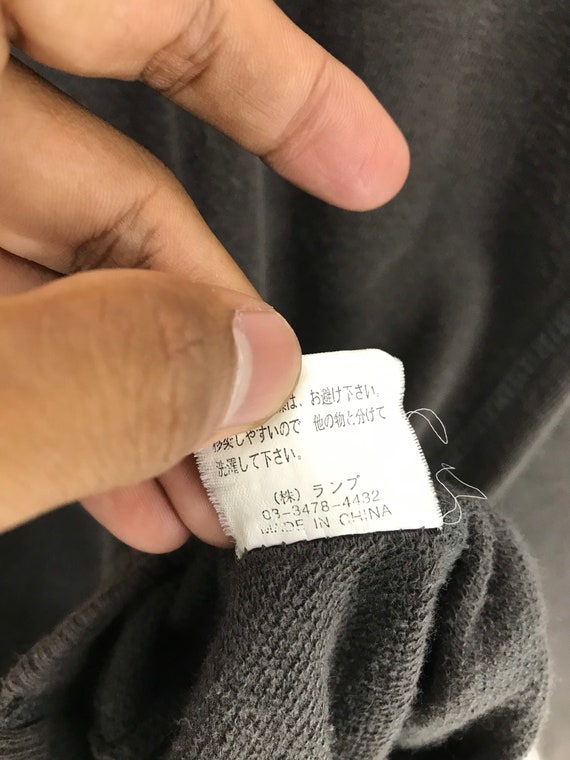 は、お避け下さい。
移染しやすいので 他の物と分けて
洗濯して下さい。
(株) ランプ
03-3478-4432
MADE IN CHINA